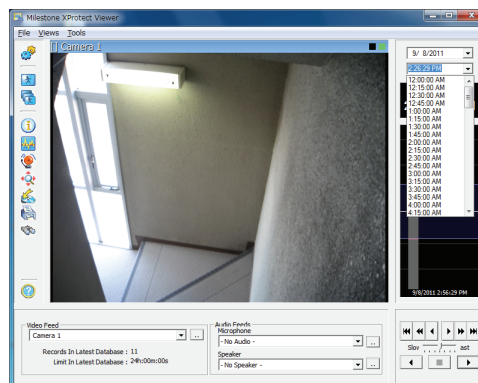 Milestone XProtect Viewer
File Views Tools
[] Camera 1
9/ 8/2011
2:26:29 PM
12:00:00 AM
12:15:00 AM
12:30:00 AM
12:45:00 AM
1:00:00 AM
1:15:00 AM
1:30:00 AM
1:45:00 AM
2:00:00 AM
2:15:00 AM
2:30:00 AM
2:45:00 AM
3:00:00 AM
3:15:00 AM
3:30:00 AM
3:45:00 AM
4:00:00 AM
4:15:00 AM
9/8/2011 2:56:29 PM
Video Feed
Camera 1
..
Records In Latest Database : 11
Limit In Latest Database : 24h:00m:00s
Audio Feeds
Microphone
- No Audio -
..
Speaker
- No Speaker -
..
Slov ast